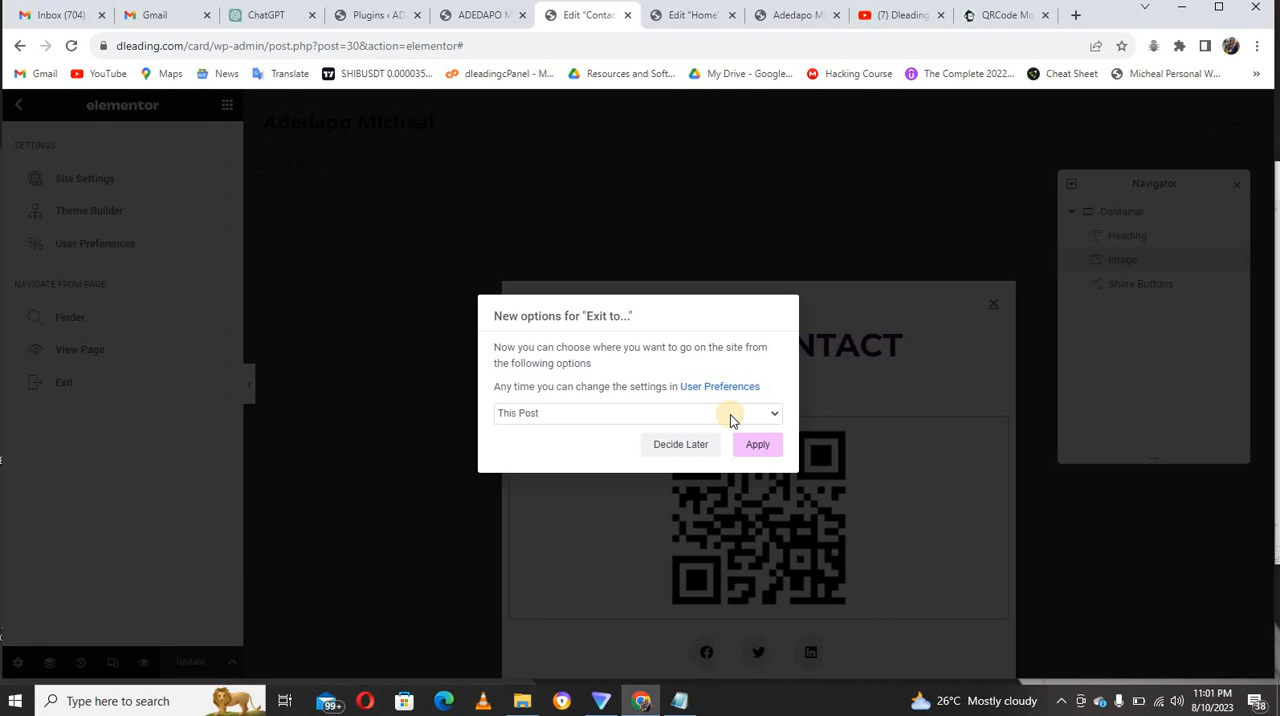 Inbox (704)
Gmail
ChatGPT
Plugins ‹ AD
ADEDAPO M
Edit "Contac
Edit "Home"
Adedapo Mi
(7) Dleading
QRCode Mo
dleading.com/card/wp-admin/post.php?post=30&action=elementor#
Gmail
YouTube
Maps
News
Translate
SHIBUSDT 0.000035...
dleadingcPanel - M...
Resources and Soft...
My Drive - Google...
Hacking Course
The Complete 2022...
Cheat Sheet
Micheal Personal W...
elementor
Adedapo Micheal
Home
SETTINGS
Site Settings
Theme Builder
User Preferences
NAVIGATE FROM PAGE
Finder
View Page
Exit
Navigator
Container
Heading
Image
Share Buttons
NTACT
New options for "Exit to..."
Now you can choose where you want to go on the site from
the following options
Any time you can change the settings in User Preferences
This Post
Decide Later
Apply
Update
Type here to search
99+
26°C Mostly cloudy
11:01 PM
8/10/2023
38